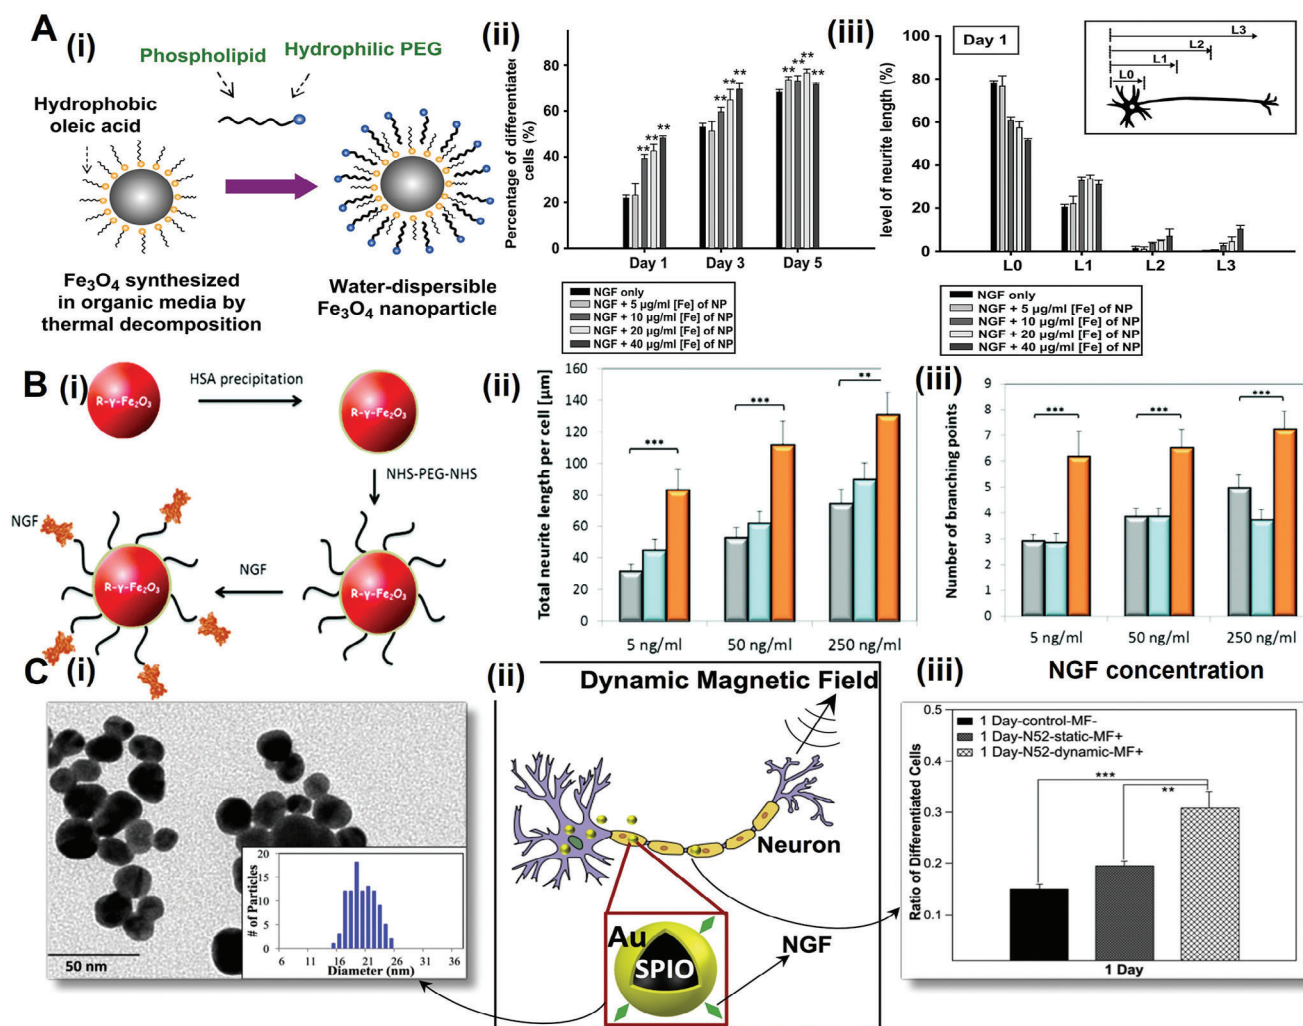 A
(i)
Phospholipid
Hydrophilic PEG
Hydrophobic
oleic acid
Fe₃O₄ synthesized
in organic media by
thermal decomposition
Water-dispersible
Fe₃O₄ nanoparticle
(ii)
Percentage of differentiated
cells (%)
80
60
40
20
0
**
**
**
**
**
**
**
**
**
**
Day 1
Day 3
Day 5
NGF only
NGF + 5 µg/ml [Fe] of NP
NGF + 10 µg/ml [Fe] of NP
NGF + 20 µg/ml [Fe] of NP
NGF + 40 µg/ml [Fe] of NP
(iii)
level of neurite length (%)
100
80
60
40
20
0
Day 1
L3
L2
L1
L0
L0
L1
L2
L3
NGF only
NGF + 5 µg/ml [Fe] of NP
NGF + 10 µg/ml [Fe] of NP
NGF + 20 µg/ml [Fe] of NP
NGF + 40 µg/ml [Fe] of NP
B
(i)
R-γ-Fe₂O₃
HSA precipitation
R-γ-Fe₂O₃
NHS-PEG-NHS
R-γ-Fe₂O₃
NGF
R-γ-Fe₂O₃
NGF
(ii)
Total neurite length per cell [µm]
160
140
120
100
80
60
40
20
0
***
***
**
5 ng/ml
50 ng/ml
250 ng/ml
(iii)
Number of branching points
9
8
7
6
5
4
3
2
1
0
***
***
***
5 ng/ml
50 ng/ml
250 ng/ml
NGF concentration
C
(i)
50 nm
# of Particles
20
15
10
5
0
6
11
16
21
26
31
36
Diameter (nm)
(ii)
Dynamic Magnetic Field
Neuron
Au
SPIO
NGF
(iii)
Ratio of Differentiated Cells
0.5
0.4
0.3
0.2
0.1
1 Day-control-MF-
1 Day-N52-static-MF+
1 Day-N52-dynamic-MF+
***
**
1 Day